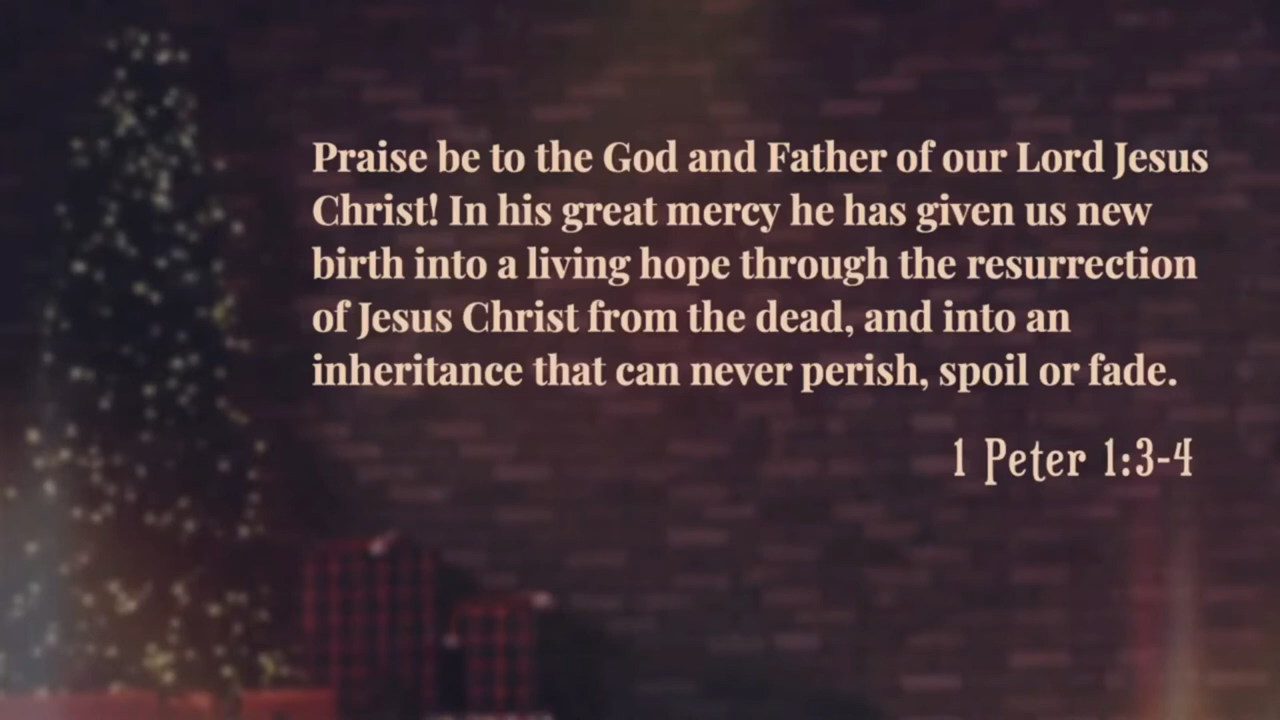 Praise be to the God and Father of our Lord Jesus
Christ! In his great mercy he has given us new
birth into a living hope through the resurrection
of Jesus Christ from the dead, and into an
inheritance that can never perish, spoil or fade.
1 Peter 1:3-4